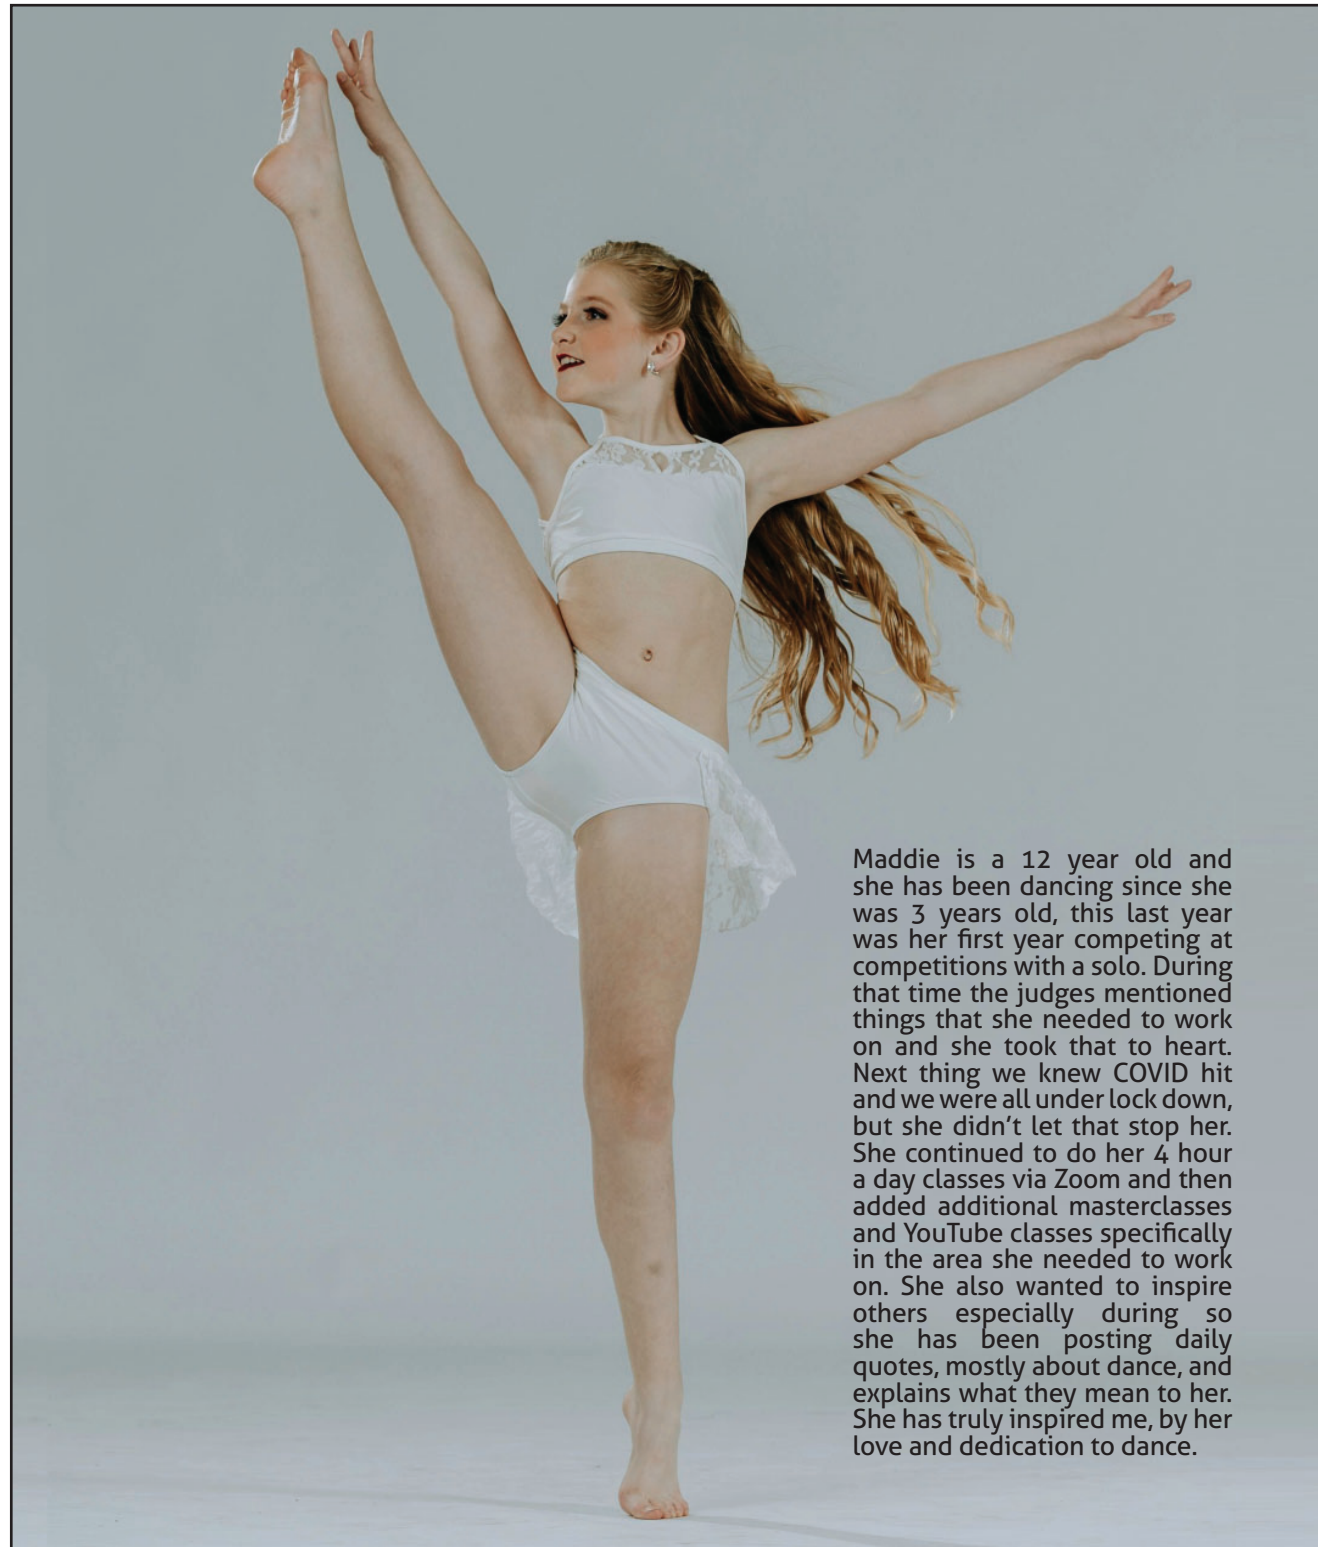 Maddie is a 12 year old and
she has been dancing since she
was 3 years old, this last year
was her first year competing at
competitions with a solo. During
that time the judges mentioned
things that she needed to work
on and she took that to heart.
Next thing we knew COVID hit
and we were all under lock down,
but she didn't let that stop her.
She continued to do her 4 hour
a day classes via Zoom and then
added additional masterclasses
and YouTube classes specifically
in the area she needed to work
on. She also wanted to inspire
others especially during so
she has been posting daily
quotes, mostly about dance, and
explains what they mean to her.
She has truly inspired me, by her
love and dedication to dance.